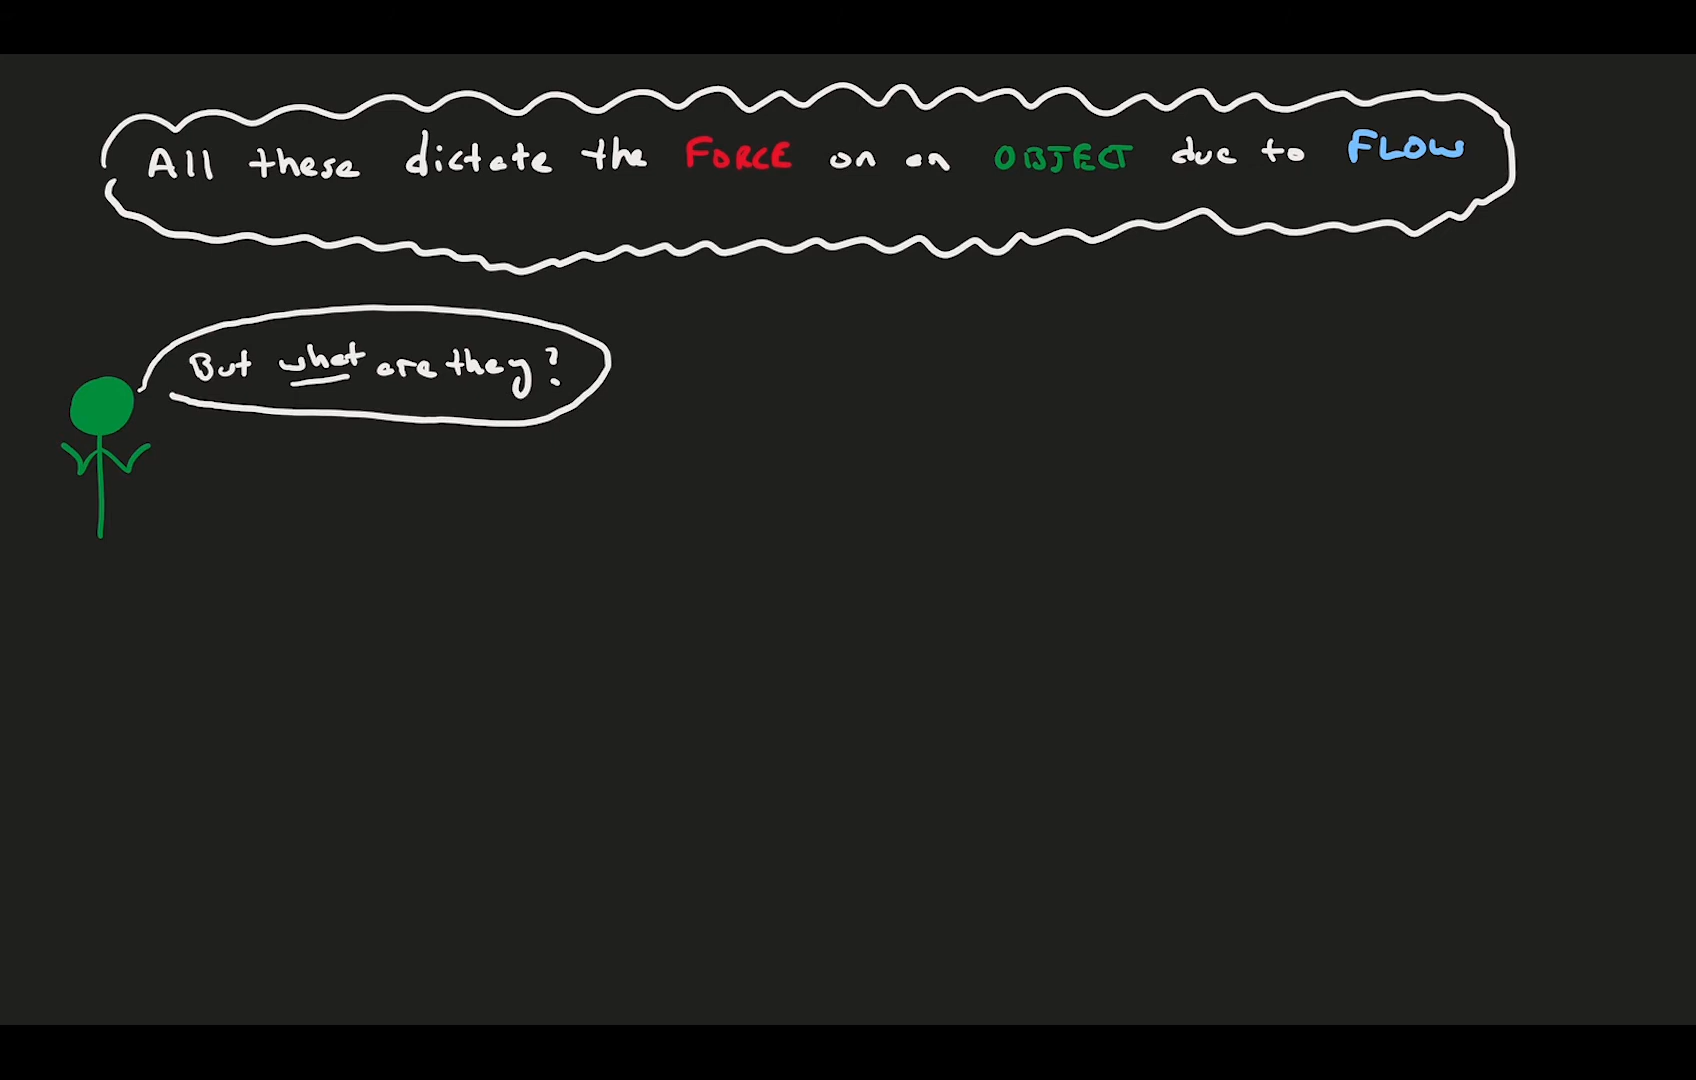 All these dictate the FORCE on an OBJECT due to FLOW
But what are they?